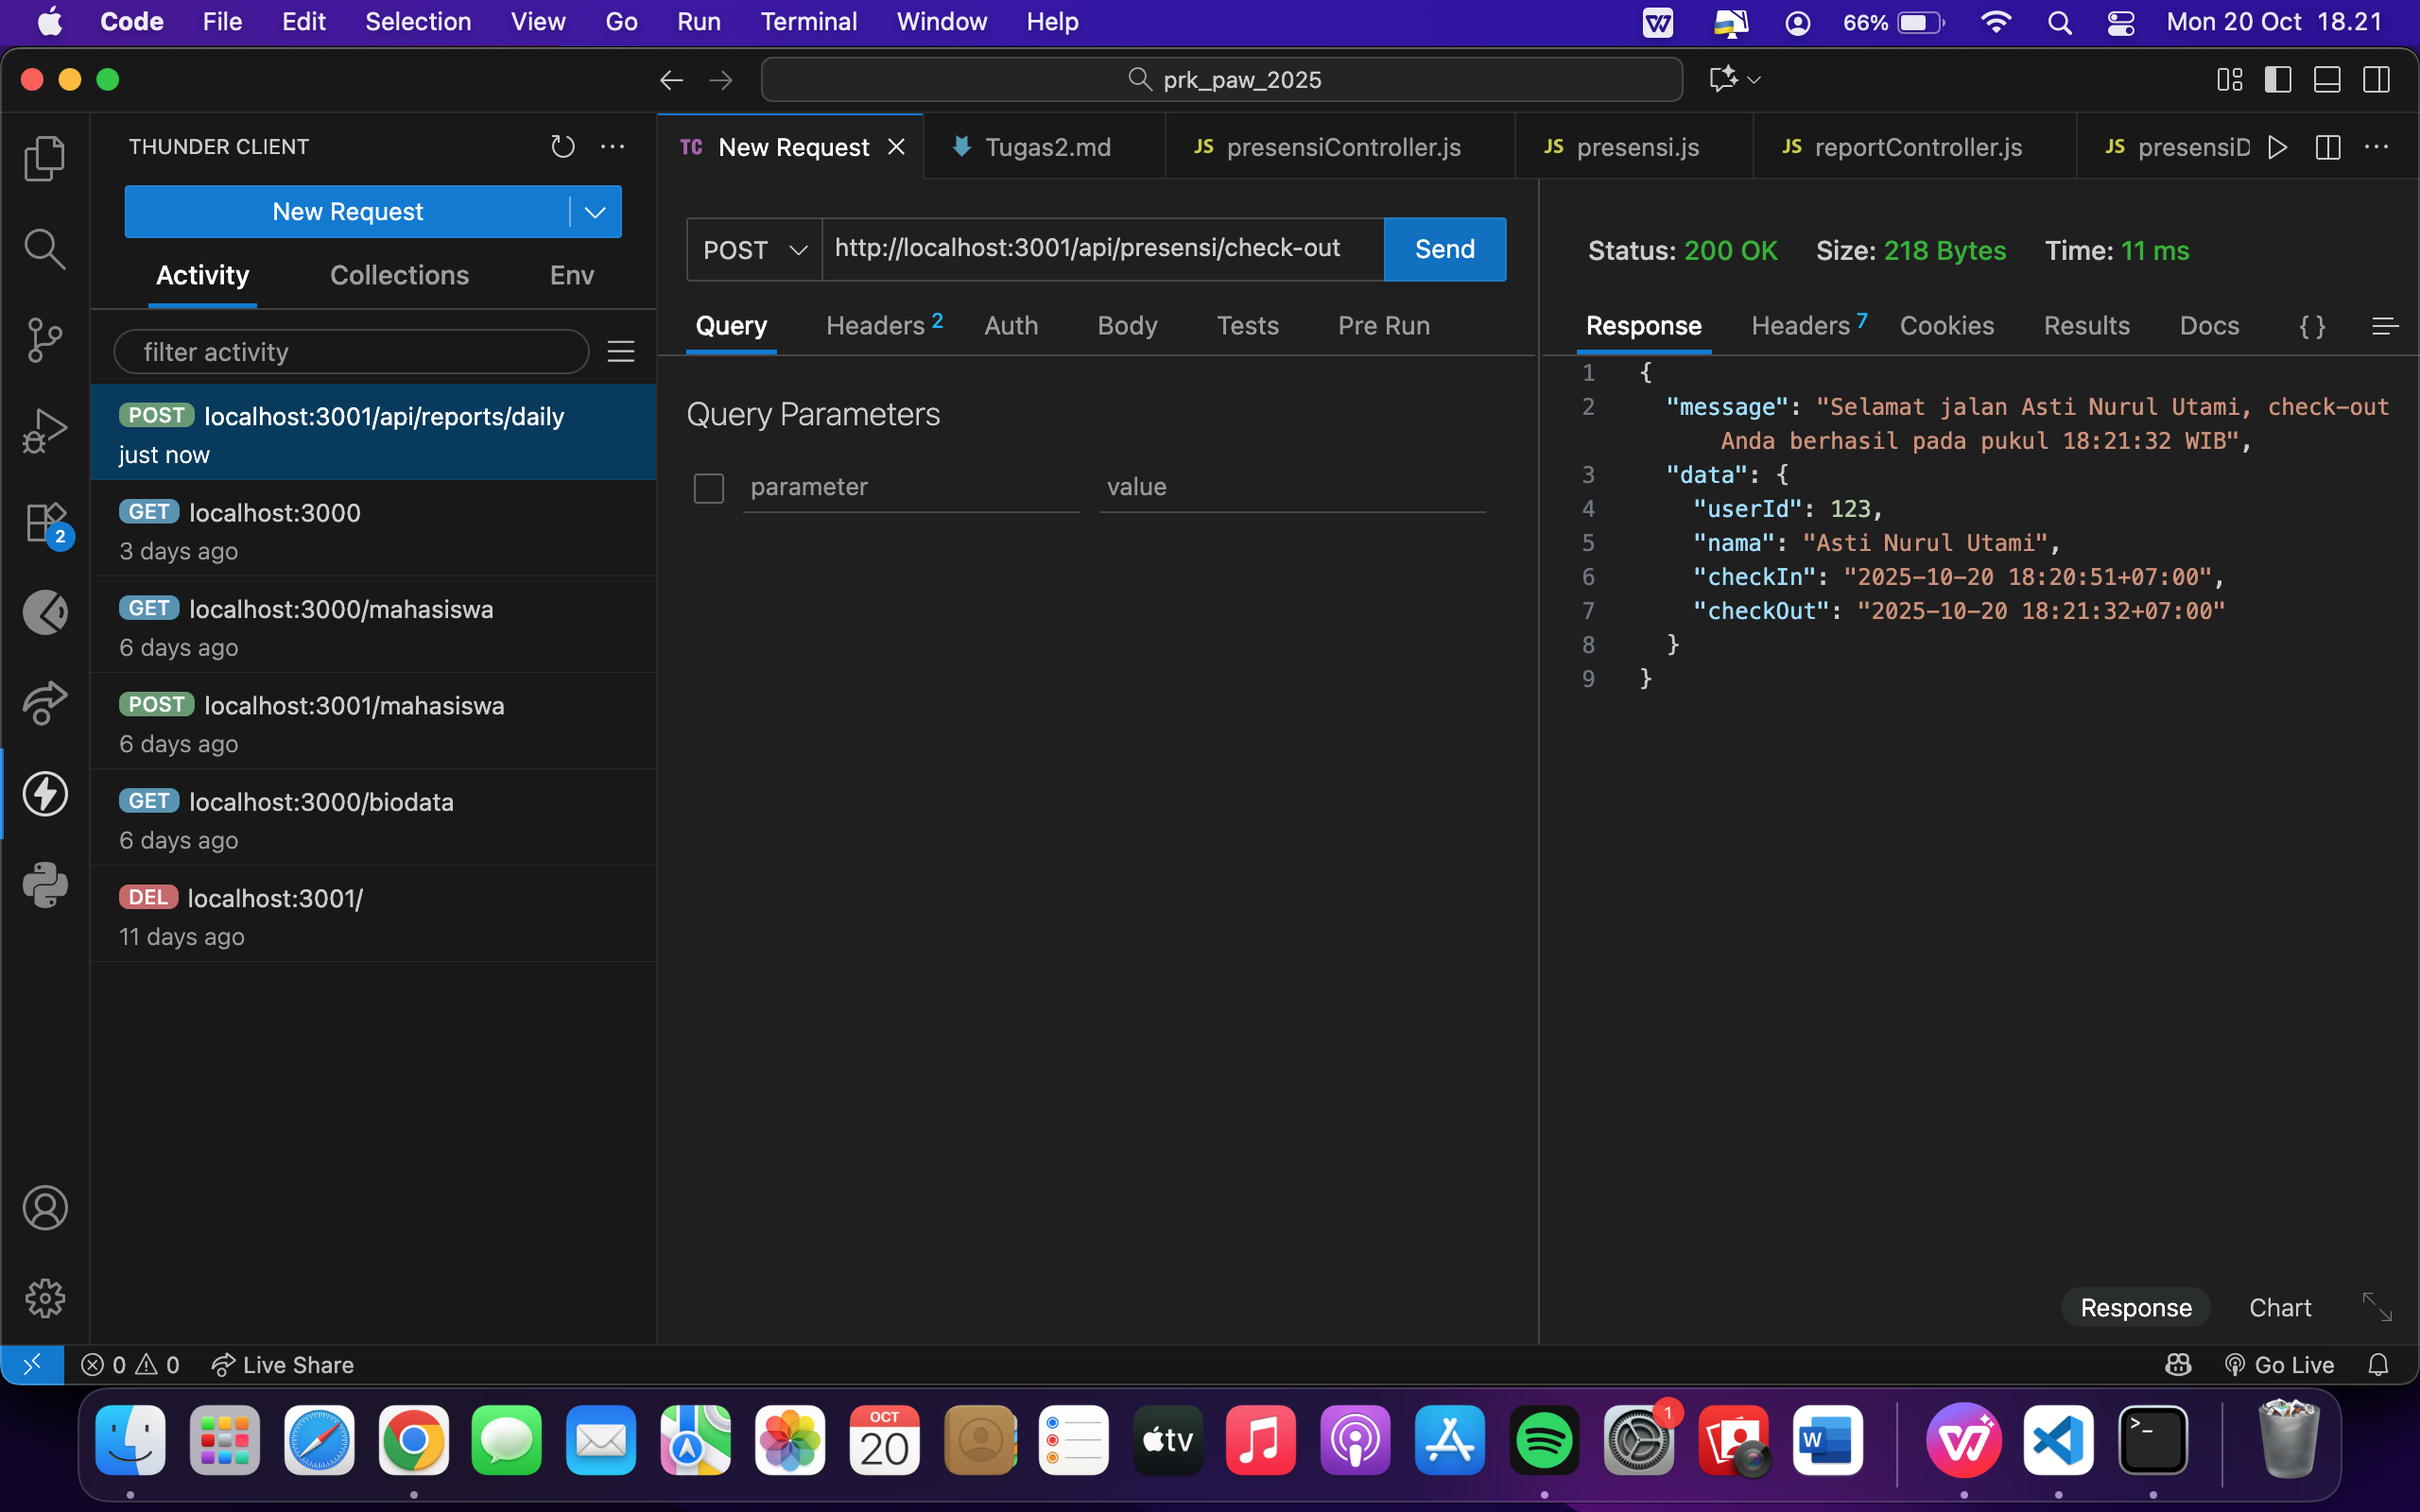 Code File Edit Selection View Go Run Terminal Window Help 66% Mon 20 Oct 18.21
prk_paw_2025
THUNDER CLIENT
New Request
Activity Collections Env
filter activity
POST localhost:3001/api/reports/daily
just now
GET localhost:3000
3 days ago
GET localhost:3000/mahasiswa
6 days ago
POST localhost:3001/mahasiswa
6 days ago
GET localhost:3000/biodata
6 days ago
DEL localhost:3001/
11 days ago
2
TC New Request Tugas2.md JS presensiController.js JS presensi.js JS reportController.js JS presensiD
POST http://localhost:3001/api/presensi/check-out Send
Query Headers 2 Auth Body Tests Pre Run
Query Parameters
parameter value
Status: 200 OK Size: 218 Bytes Time: 11 ms
Response Headers 7 Cookies Results Docs { }
1 {
2 "message": "Selamat jalan Asti Nurul Utami, check-out
Anda berhasil pada pukul 18:21:32 WIB",
3 "data": {
4 "userId": 123,
5 "nama": "Asti Nurul Utami",
6 "checkIn": "2025-10-20 18:20:51+07:00",
7 "checkOut": "2025-10-20 18:21:32+07:00"
8 }
9 }
Response Chart
0 0 Live Share Go Live
OCT
20
tv
1
W
>_